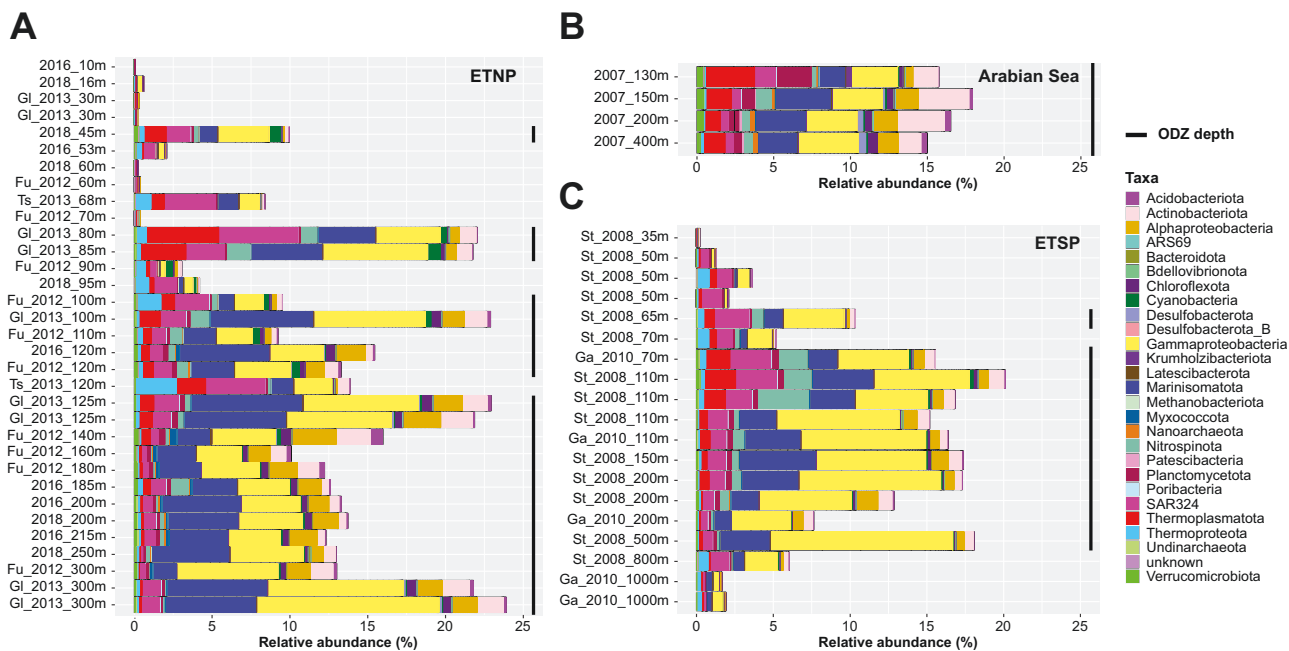 A
ETNP
2016_10m
2018_16m
Gl_2013_30m
Gl_2013_30m
2018_45m
2016_53m
2018_60m
Fu_2012_60m
Ts_2013_68m
Fu_2012_70m
Gl_2013_80m
Gl_2013_85m
Fu_2012_90m
2018_95m
Fu_2012_100m
Gl_2013_100m
Fu_2012_110m
2016_120m
Fu_2012_120m
Ts_2013_120m
Gl_2013_125m
Gl_2013_125m
Fu_2012_140m
Fu_2012_160m
Fu_2012_180m
2016_185m
2016_200m
2018_200m
2016_215m
2018_250m
Fu_2012_300m
Gl_2013_300m
Gl_2013_300m
0 5 10 15 20 25
Relative abundance (%)
B
Arabian Sea
2007_130m
2007_150m
2007_200m
2007_400m
0 5 10 15 20 25
Relative abundance (%)
C
ETSP
St_2008_35m
St_2008_50m
St_2008_50m
St_2008_50m
St_2008_65m
St_2008_70m
Ga_2010_70m
St_2008_110m
St_2008_110m
St_2008_110m
Ga_2010_110m
St_2008_150m
St_2008_200m
St_2008_200m
Ga_2010_200m
St_2008_500m
St_2008_800m
Ga_2010_1000m
Ga_2010_1000m
0 5 10 15 20 25
Relative abundance (%)
ODZ depth
Taxa
Acidobacteriota
Actinobacteriota
Alphaproteobacteria
ARS69
Bacteroidota
Bdellovibrionota
Chloroflexota
Cyanobacteria
Desulfobacterota
Desulfobacterota_B
Gammaproteobacteria
Krumholzibacteriota
Latescibacterota
Marinisomatota
Methanobacteriota
Myxococcota
Nanoarchaeota
Nitrospinota
Patescibacteria
Planctomycetota
Poribacteria
SAR324
Thermoplasmatota
Thermoproteota
Undinarchaeota
unknown
Verrucomicrobiota